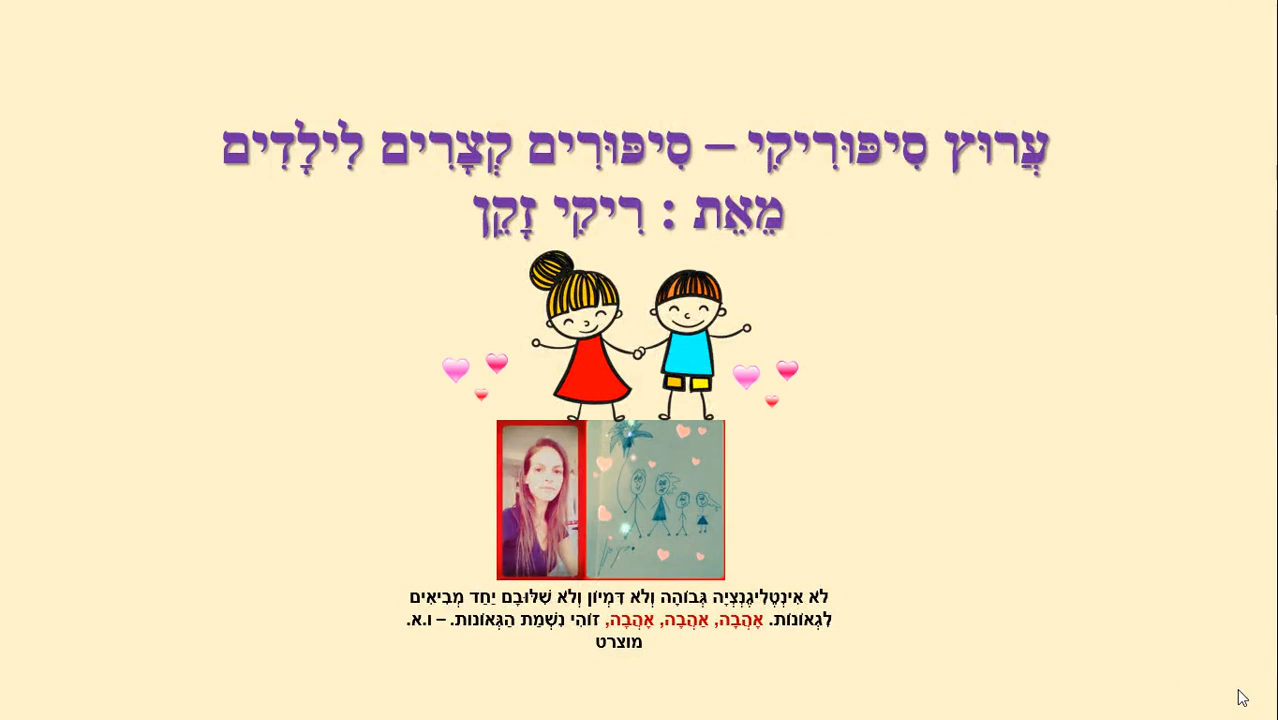 עֲרוּץ סִיפּוּרִיקִי – סִיפּוּרִים קְצָרִים לִילָדִים
מֵאֵת : רִיקִי זָקֵן
לֹא אִינְטֶלִיגֶנְצְיָה גְּבוֹהָה וְלֹא דִּמְיוֹן וְלֹא שִׁלּוּבָם יַחַד מְבִיאִים
לִגְאוֹנוֹת. אָהֲבָה, אַהֲבָה, אָהֲבָה, זוֹהִי נִשְׁמַת הַגְּאוֹנוּת. – ו.א.
מוצרט